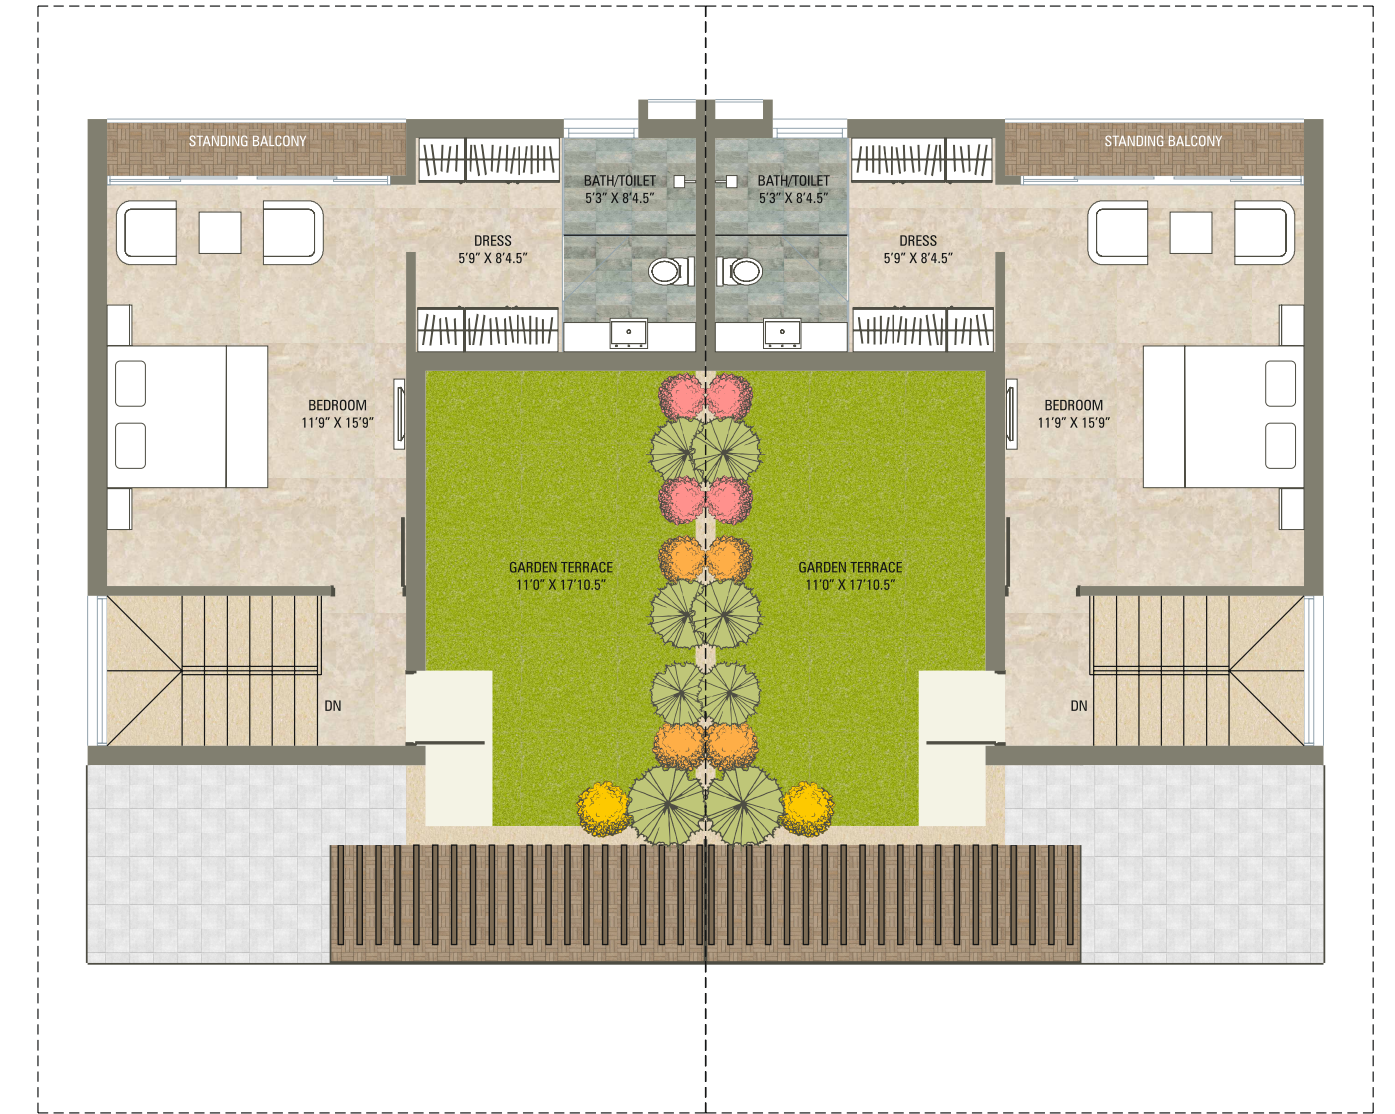 STANDING BALCONY
STANDING BALCONY
BATH/TOILET
5'3" X 8'4.5"
BATH/TOILET
5'3" X 8'4.5"
DRESS
5'9" X 8'4.5"
DRESS
5'9" X 8'4.5"
BEDROOM
11'9" X 15'9"
BEDROOM
11'9" X 15'9"
GARDEN TERRACE
11'0" X 17'10.5"
GARDEN TERRACE
11'0" X 17'10.5"
DN
DN